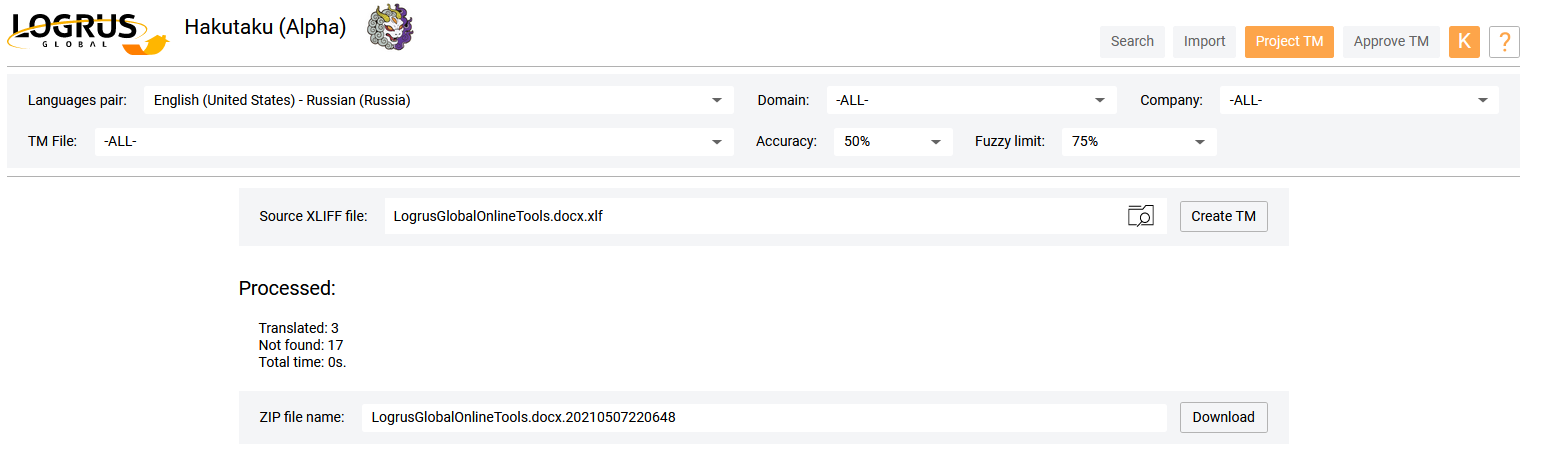 LOGRUS
GLOBAL
Hakutaku (Alpha)
Search Import Project TM Approve TM K ?
Languages pair: English (United States) - Russian (Russia) Domain: -ALL- Company: -ALL-
TM File: -ALL- Accuracy: 50% Fuzzy limit: 75%
Source XLIFF file: LogrusGlobalOnlineTools.docx.xlf Create TM
Processed:
Translated: 3
Not found: 17
Total time: 0s.
ZIP file name: LogrusGlobalOnlineTools.docx.20210507220648 Download